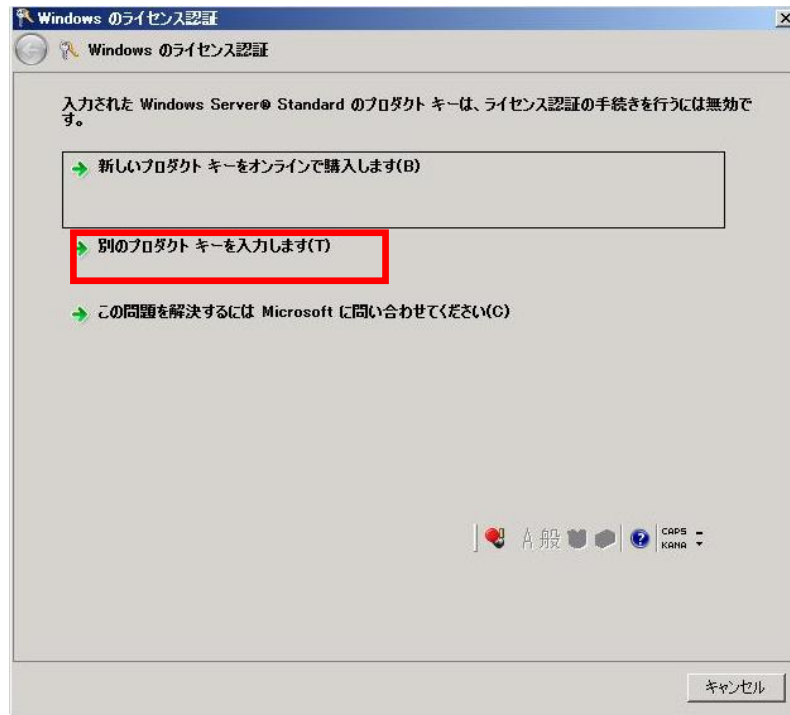 Windows のライセンス認証
Windows のライセンス認証
入力された Windows Server® Standard のプロダクト キーは、ライセンス認証の手続きを行うには無効で
す。
新しいプロダクト キーをオンラインで購入します(B)
別のプロダクト キーを入力します(T)
この問題を解決するには Microsoft に問い合わせてください(C)
A 般 CAPS
KANA
キャンセル